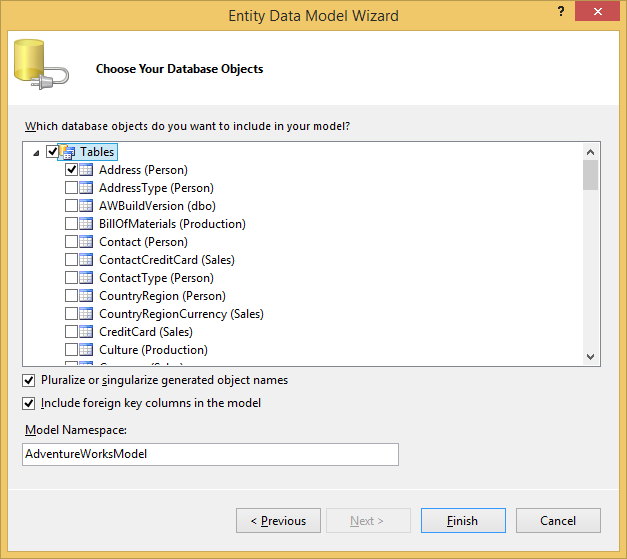 Entity Data Model Wizard
?
Choose Your Database Objects
Which database objects do you want to include in your model?
Tables
Address (Person)
AddressType (Person)
AWBuildVersion (dbo)
BillOfMaterials (Production)
Contact (Person)
ContactCreditCard (Sales)
ContactType (Person)
CountryRegion (Person)
CountryRegionCurrency (Sales)
CreditCard (Sales)
Culture (Production)
Pluralize or singularize generated object names
Include foreign key columns in the model
Model Namespace:
AdventureWorksModel
< Previous
Next >
Finish
Cancel